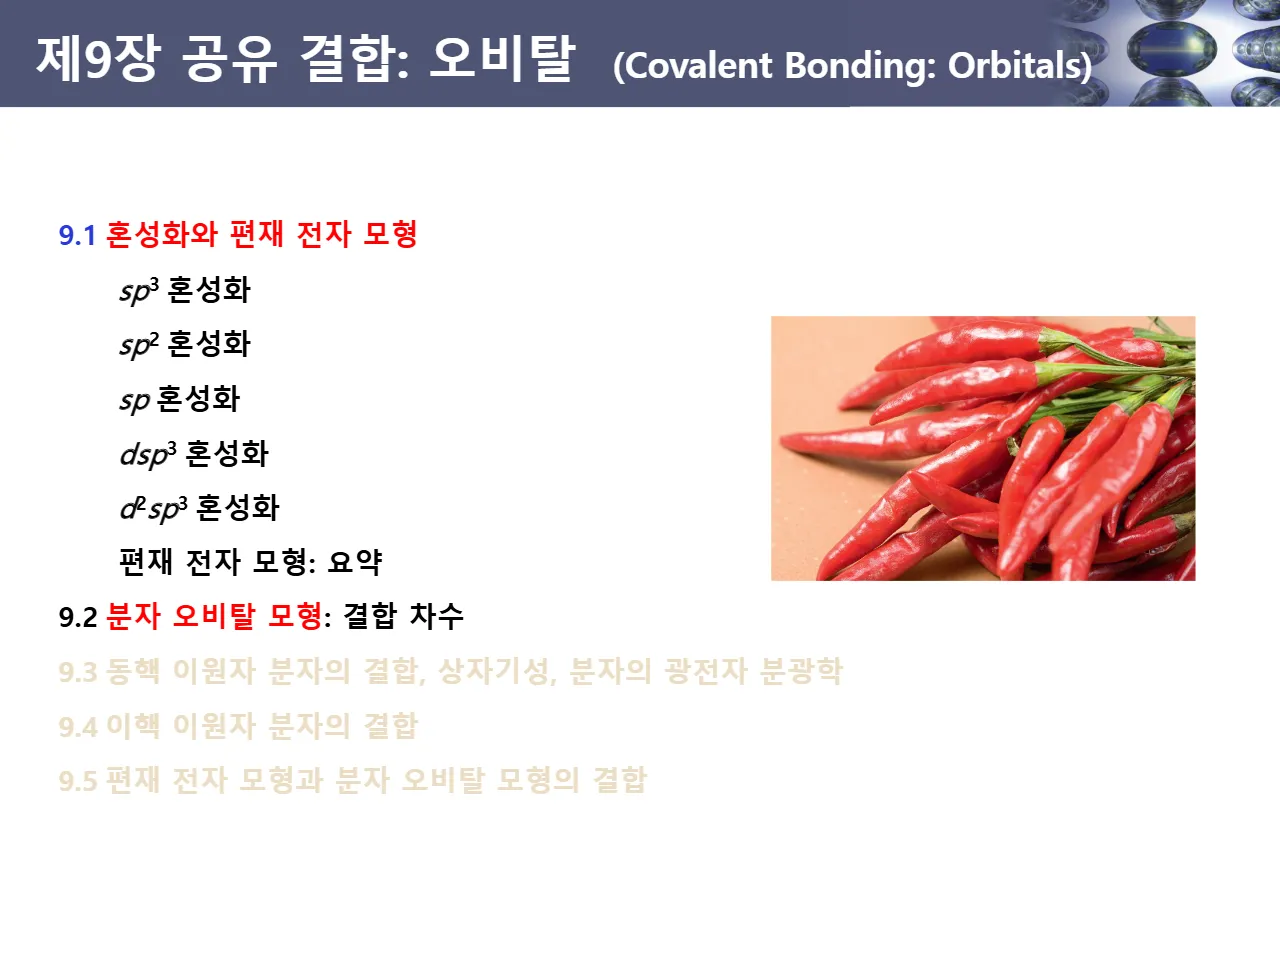 제9장 공유 결합: 오비탈 (Covalent Bonding: Orbitals)
9.1 혼성화와 편재 전자 모형
sp³ 혼성화
sp² 혼성화
sp 혼성화
dsp³ 혼성화
d²sp³ 혼성화
편재 전자 모형: 요약
9.2 분자 오비탈 모형: 결합 차수
9.3 동핵 이원자 분자의 결합, 상자기성, 분자의 광전자 분광학
9.4 이핵 이원자 분자의 결합
9.5 편재 전자 모형과 분자 오비탈 모형의 결합